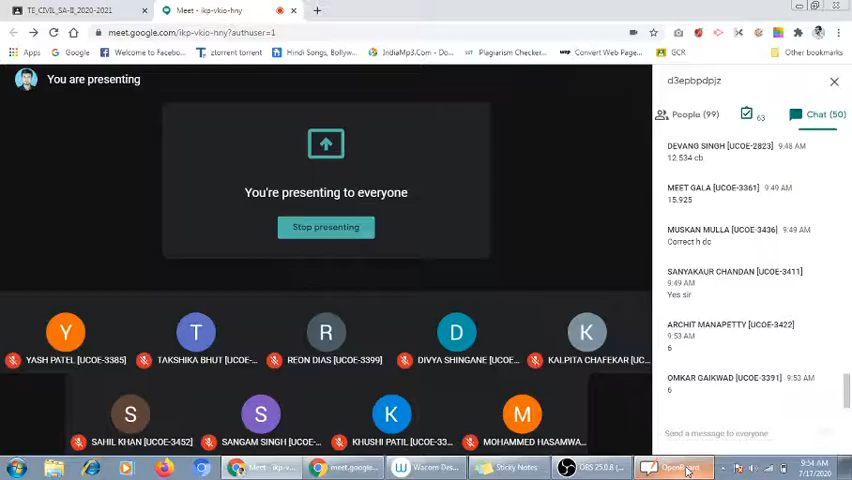 TE_CIVIL_SA-II_2020-2021
Meet - ikp-vkio-hny
meet.google.com/ikp-vkio-hny?authuser=1
Apps
Google
Welcome to Facebo...
ztorrent torrent
Hindi Songs, Bollyw...
IndiaMp3.Com - Do...
Plagiarism Checker...
Convert Web Page...
GCR
Other bookmarks
You are presenting
You're presenting to everyone
Stop presenting
Y
T
R
D
K
YASH PATEL [UCOE-3385]
TAKSHIKA BHUT [UCOE-...
REON DIAS [UCOE-3399]
DIVYA SHINGANE [UCOE...
KALPITA CHAFEKAR [UC...
S
S
K
M
SAHIL KHAN [UCOE-3452]
SANGAM SINGH [UCOE-...
KHUSHI PATIL [UCOE-33...
MOHAMMED HASAMWA...
d3epbpdpjz
People (99)
63
Chat (50)
DEVANG SINGH [UCOE-2823] 9:48 AM
12.534 cb
MEET GALA [UCOE-3361] 9:49 AM
15.925
MUSKAN MULLA [UCOE-3436] 9:49 AM
Correct h dc
SANYAKAUR CHANDAN [UCOE-3411]
9:49 AM
Yes sir
ARCHIT MANAPETTY [UCOE-3422]
9:53 AM
6
OMKAR GAIKWAD [UCOE-3391] 9:53 AM
6
Send a message to everyone
Meet - ikp-v...
meet.google.c...
Wacom Des...
Sticky Notes
OBS 25.0.8 (...
OpenBoard
9:54 AM
7/17/2020